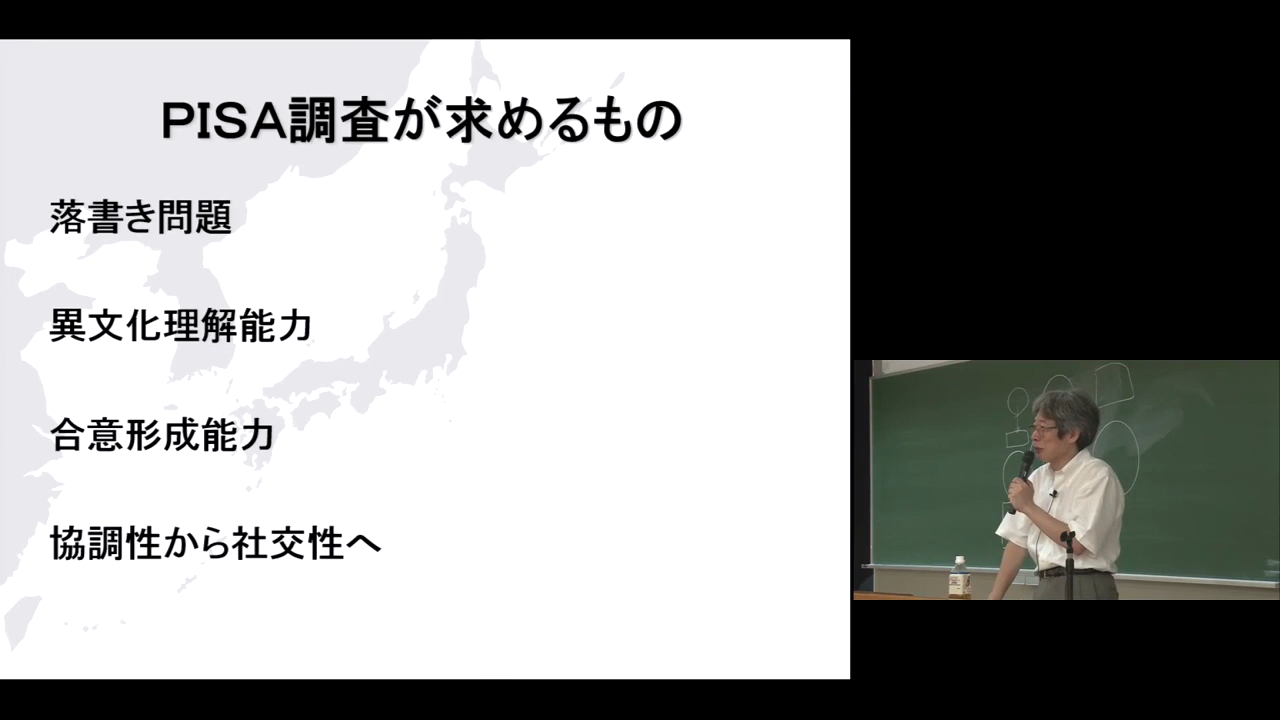 PISA調査が求めるもの
落書き問題
異文化理解能力
合意形成能力
協調性から社交性へ